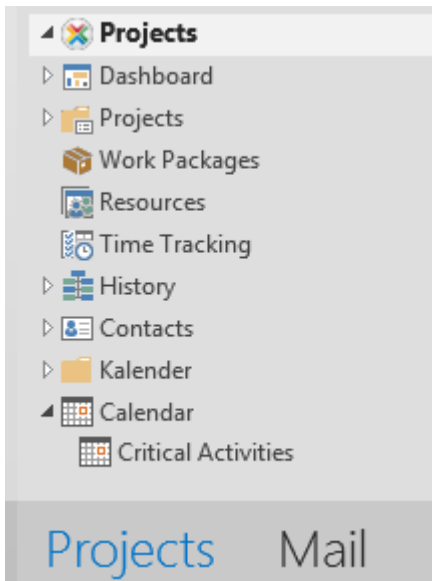 Projects
Dashboard
Projects
Work Packages
Resources
Time Tracking
History
Contacts
Kalender
Calendar
Critical Activities
Projects Mail